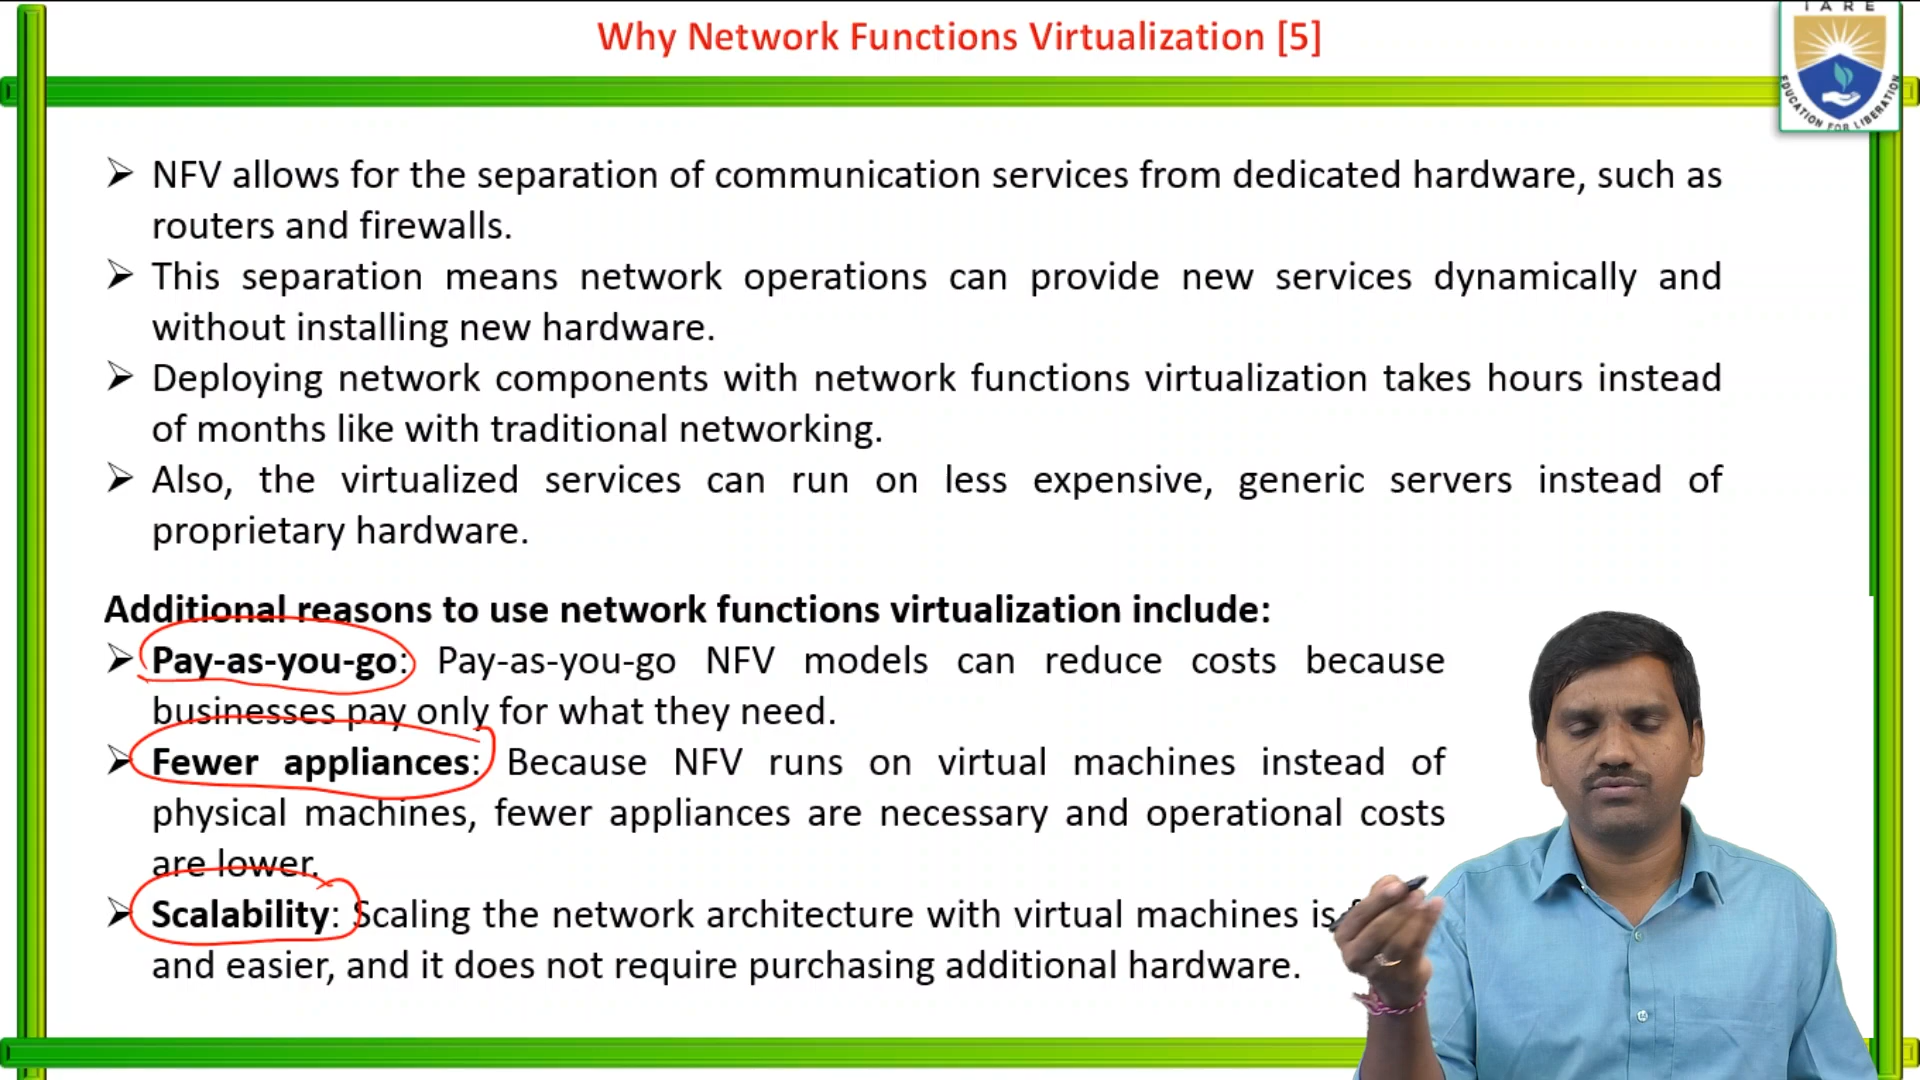 Why Network Functions Virtualization [5]
IARE
EDUCATION FOR LIBERATION
➢ NFV allows for the separation of communication services from dedicated hardware, such as
routers and firewalls.
➢ This separation means network operations can provide new services dynamically and
without installing new hardware.
➢ Deploying network components with network functions virtualization takes hours instead
of months like with traditional networking.
➢ Also, the virtualized services can run on less expensive, generic servers instead of
proprietary hardware.
Additional reasons to use network functions virtualization include:
➢ Pay-as-you-go: Pay-as-you-go NFV models can reduce costs because
businesses pay only for what they need.
➢ Fewer appliances: Because NFV runs on virtual machines instead of
physical machines, fewer appliances are necessary and operational costs
are lower.
➢ Scalability: Scaling the network architecture with virtual machines is
and easier, and it does not require purchasing additional hardware.